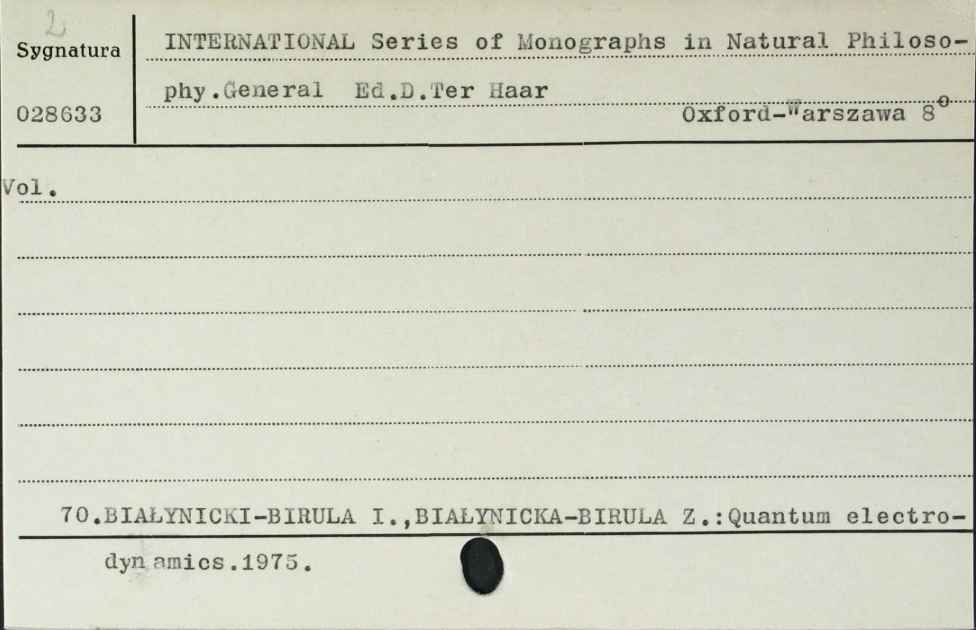 2
Sygnatura
028633
INTERNATIONAL Series of Monographs in Natural Philoso-
phy.General Ed.D.Ter Haar
Oxford-Warszawa 8°
Vol.
70.BIAŁYNICKI-BIRULA I.,BIAŁYNICKA-BIRULA Z.:Quantum electro-
dyn amics.1975.